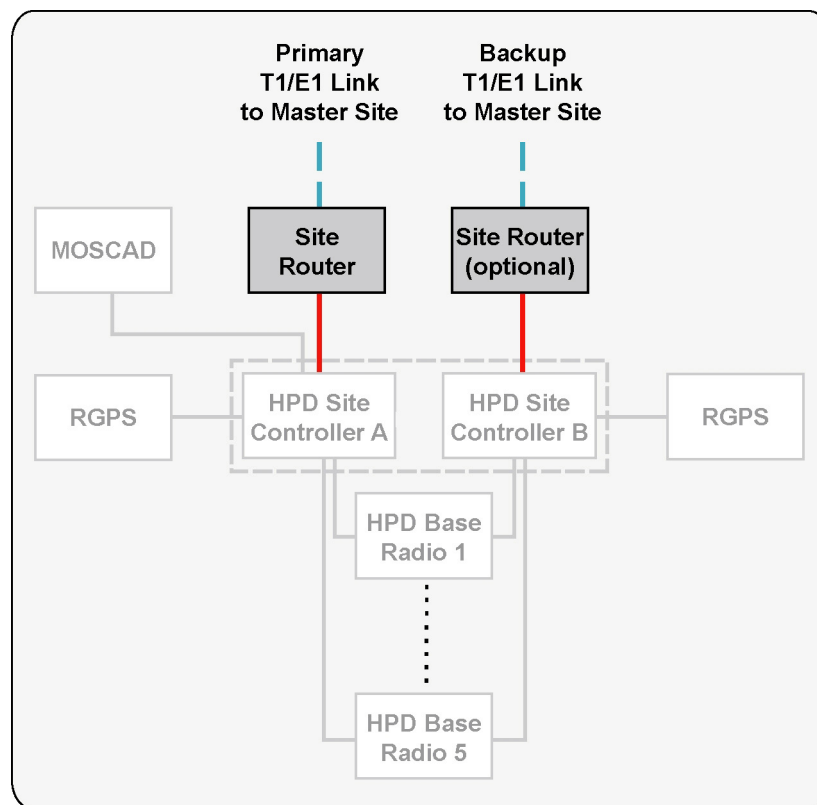 Primary
T1/E1 Link
to Master Site
Backup
T1/E1 Link
to Master Site
MOSCAD
Site
Router
Site Router
(optional)
RGPS
HPD Site
Controller A
HPD Site
Controller B
RGPS
HPD Base
Radio 1
HPD Base
Radio 5